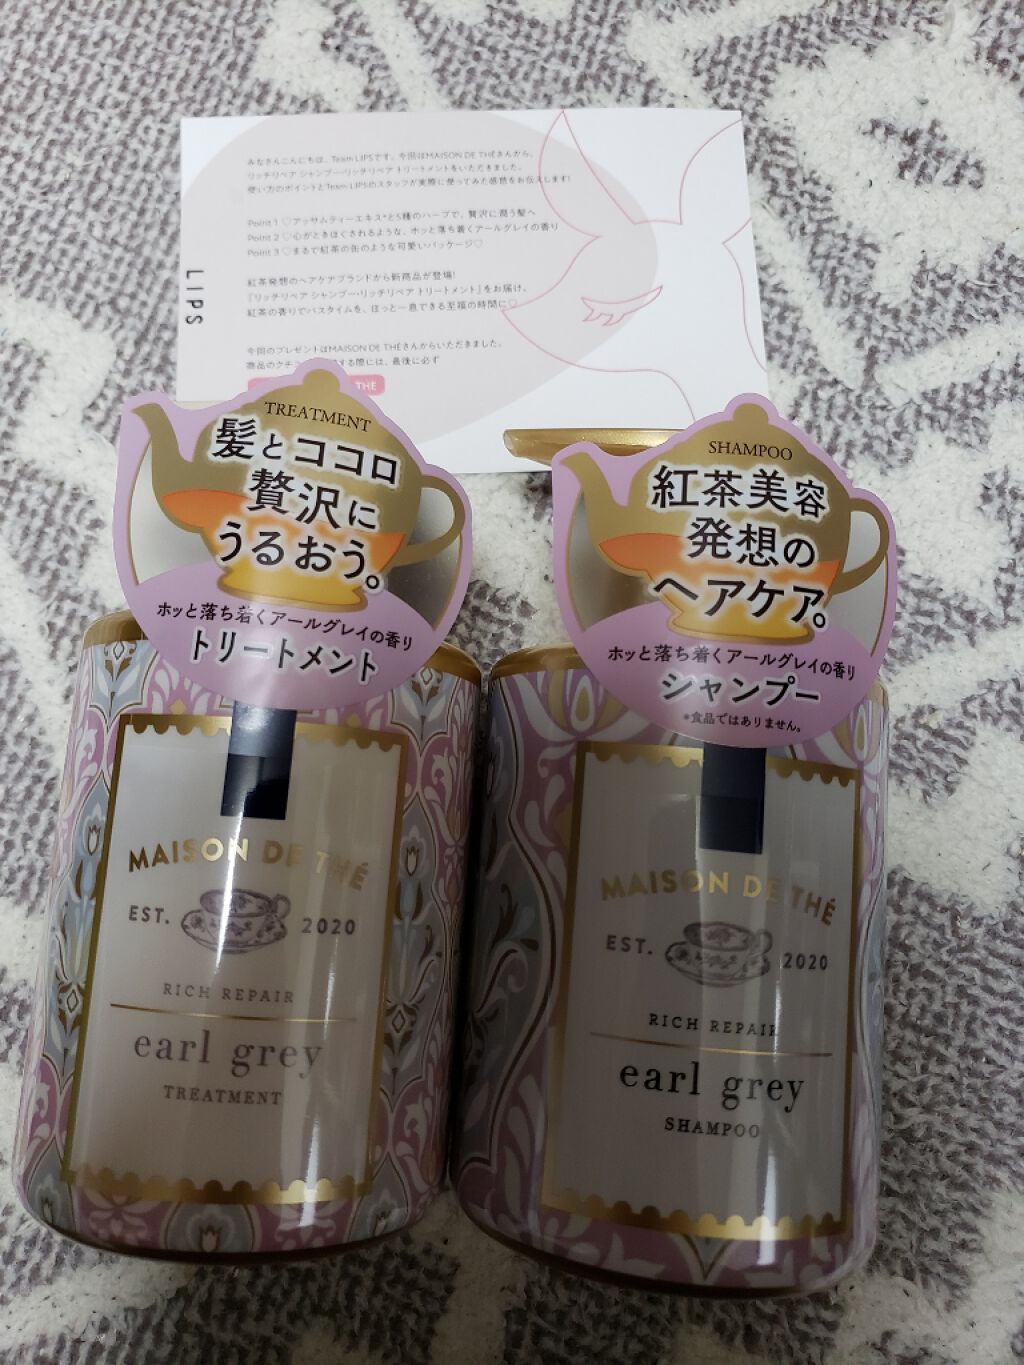 みなさんこんにちは、Team LIPSです。今回はMAISON DE THÉさんから、
リッチリペア シャンプー・リッチリペア トリートメントをいただきました。
使い方のポイントとTeam LIPSのスタッフが実際に使ってみた感想をお伝えします!
Point 1 ♡アッサムティーエキス*と5種のハーブで、贅沢に潤う髪へ
Point 2 ♡心がときほぐされるような、ホッと落ち着くアールグレイの香り
Point 3 ♡まるで紅茶の缶のような可愛いパッケージ♡
紅茶発想のヘアケアブランドから新商品が登場!
『リッチリペア シャンプー・リッチリペア トリートメント』をお届け。
紅茶の香りでバスタイムを、ほっと一息できる至福の時間に♡
今回のプレゼントはMAISON DE THÉさんからいただきました。
商品のクチコ する際には、最後に必ず
THE
LIPS
TREATMENT
髪とココロ
贅沢に
うるおう。
ホッと落ち着くアールグレイの香り
トリートメント
SHAMPOO
紅茶美容
発想の
ヘアケア。
ホッと落ち着くアールグレイの香り
シャンプー
*食品ではありません。
MAISON DE THÉ
EST. 2020
RICH REPAIR
earl grey
TREATMENT
MAISON DE THÉ
EST. 2020
RICH REPAIR
earl grey
SHAMPOO